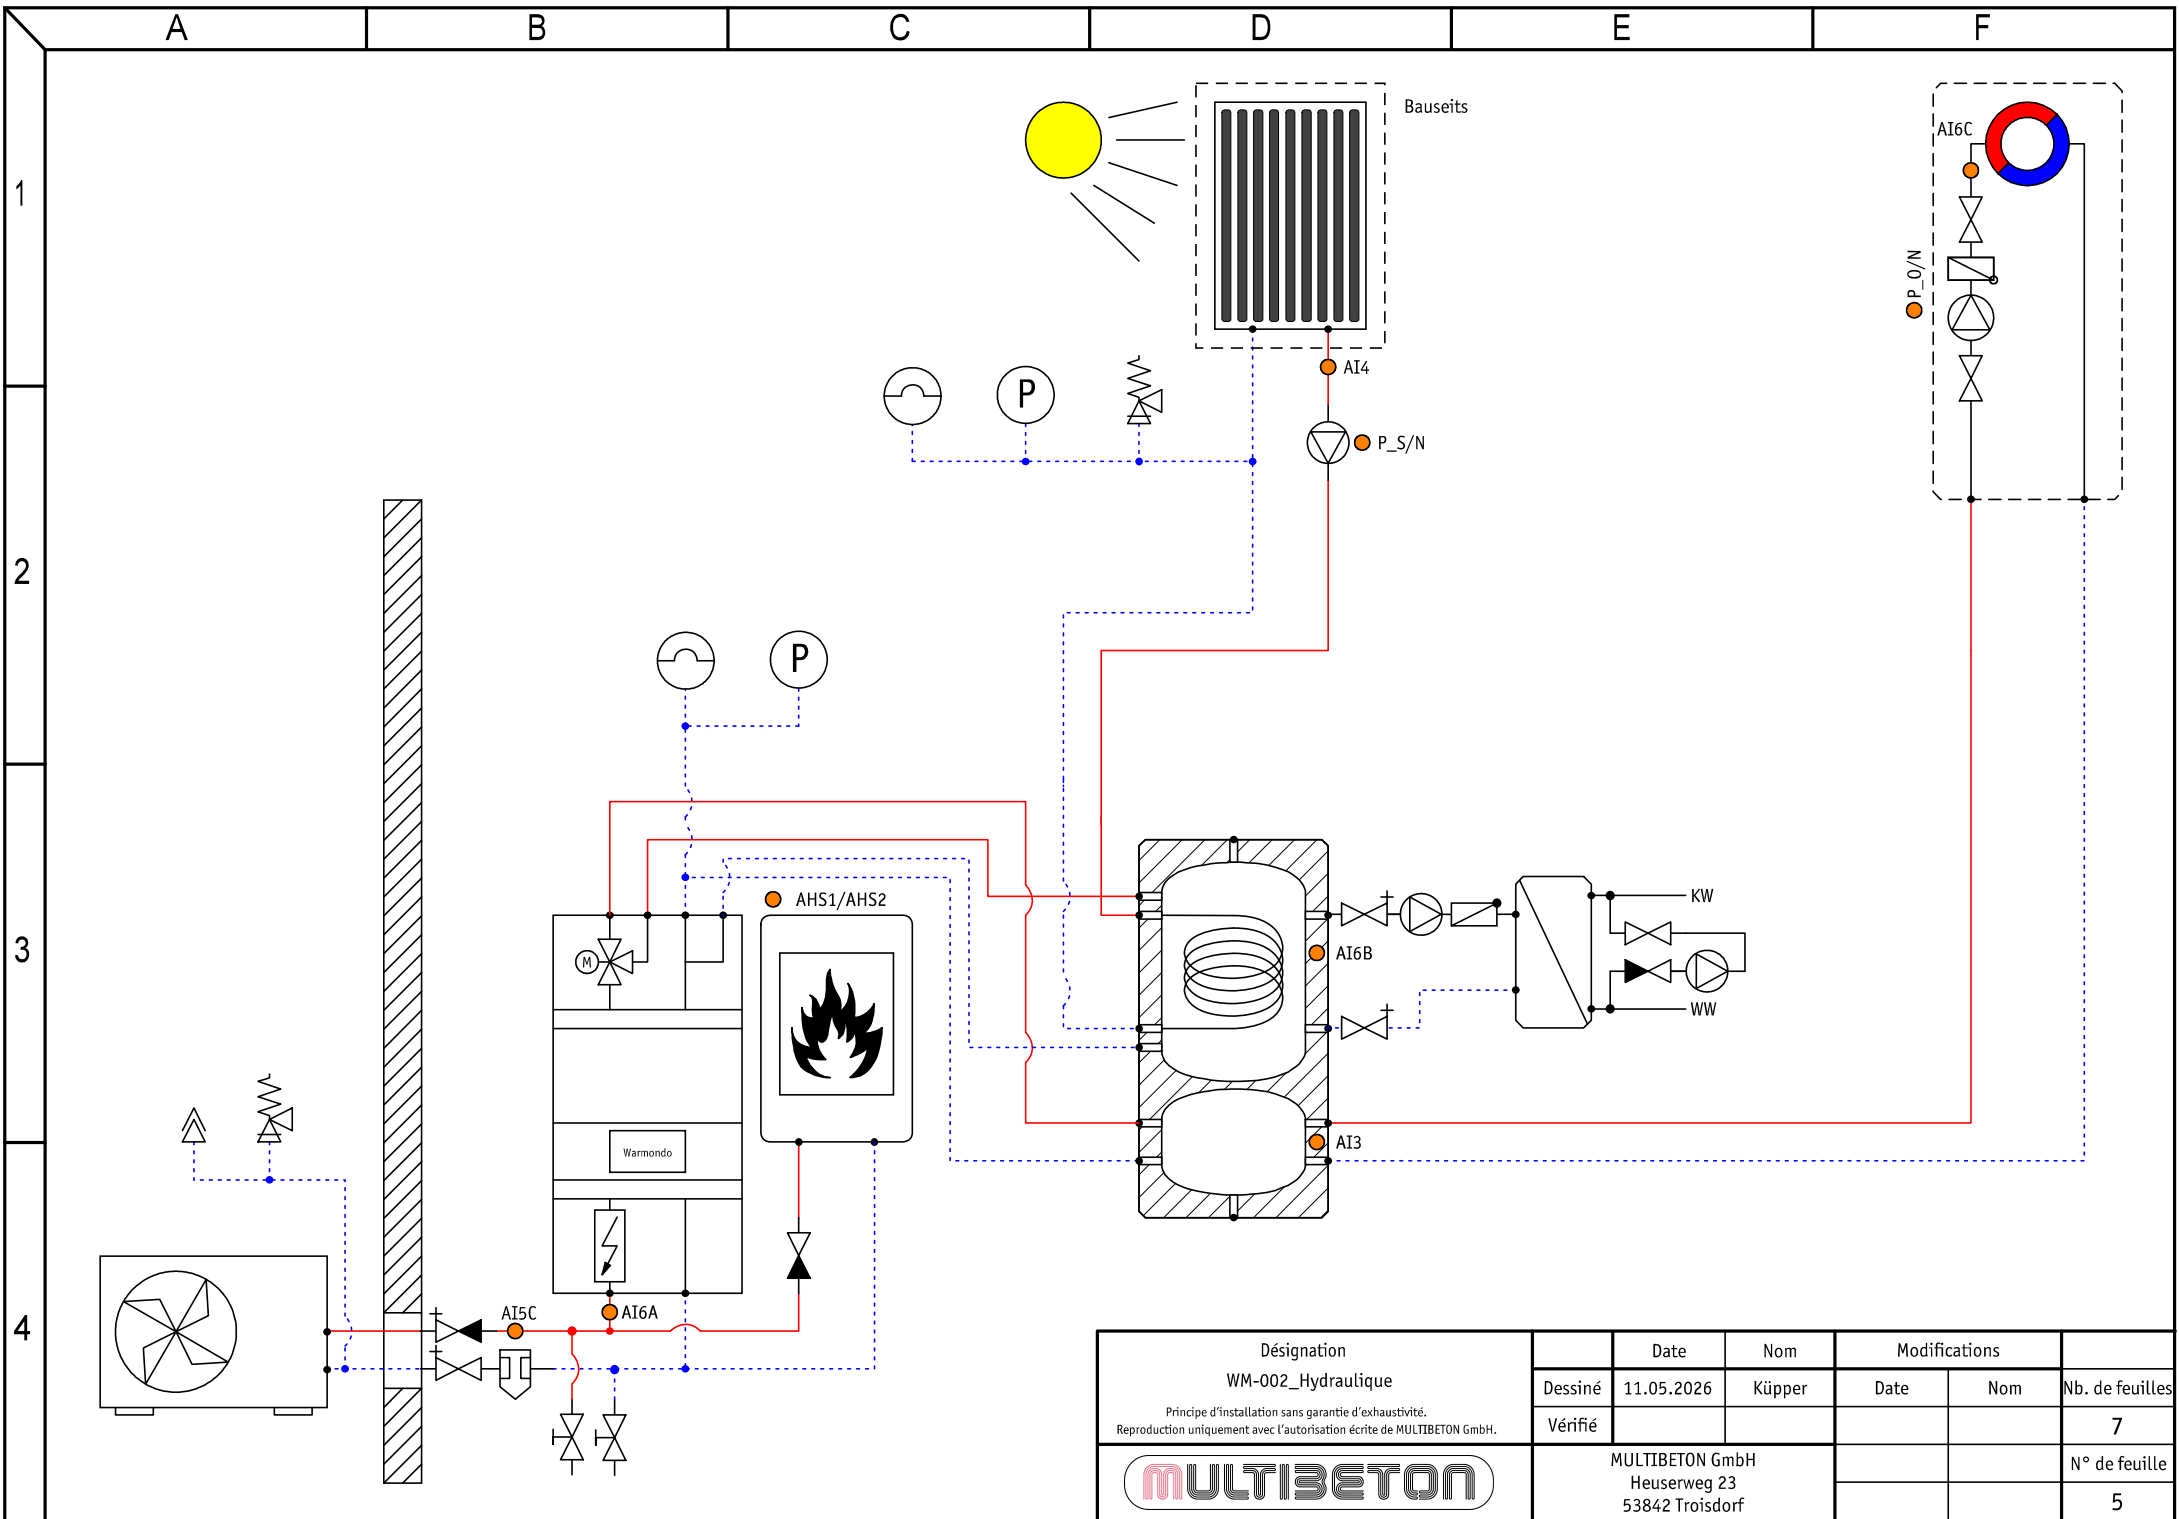 A B C D E F
1
2
3
4
Bauseits
AI6C
P_O/N
AI4
P
P_S/N
P
AHS1/AHS2
M
KW
AI6B
WW
AI3
Warmondo
AI5C
AI6A
Désignation
WM-002_Hydraulique
Principe d'installation sans garantie d'exhaustivité.
Reproduction uniquement avec l'autorisation écrite de MULTIBETON GmbH.
MULTIBETON
Date Nom
Dessiné 11.05.2026 Küpper
Vérifié
MULTIBETON GmbH
Heuserweg 23
53842 Troisdorf
Modifications
Date Nom
Nb. de feuilles
7
N° de feuille
5